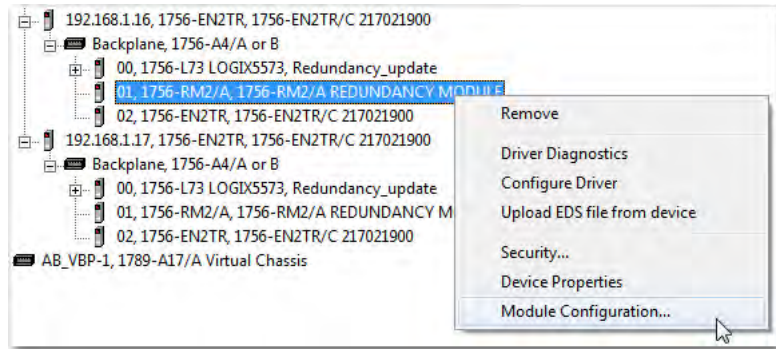 192.168.1.16, 1756-EN2TR, 1756-EN2TR/C 217021900
Backplane, 1756-A4/A or B
00, 1756-L73 LOGIX5573, Redundancy_update
01, 1756-RM2/A, 1756-RM2/A REDUNDANCY MODULE
02, 1756-EN2TR, 1756-EN2TR/C 217021900
192.168.1.17, 1756-EN2TR, 1756-EN2TR/C 217021900
Backplane, 1756-A4/A or B
00, 1756-L73 LOGIX5573, Redundancy_update
01, 1756-RM2/A, 1756-RM2/A REDUNDANCY M
02, 1756-EN2TR, 1756-EN2TR/C 217021900
AB_VBP-1, 1789-A17/A Virtual Chassis
Remove
Driver Diagnostics
Configure Driver
Upload EDS file from device
Security...
Device Properties
Module Configuration...